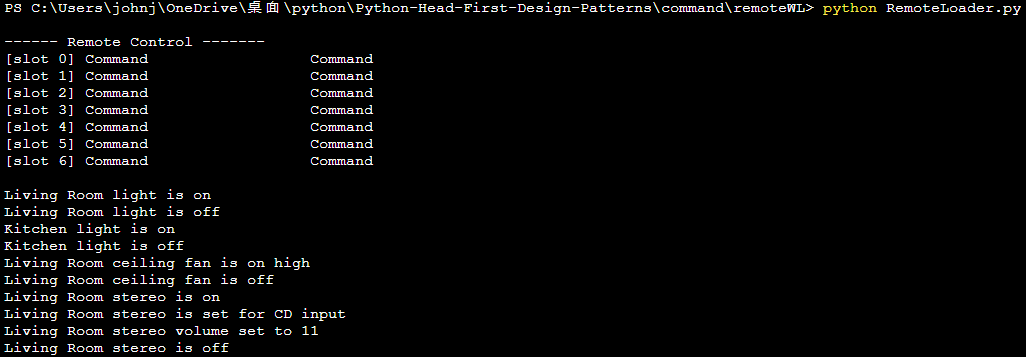 PS C:\Users\johnj\OneDrive\桌面\python\Python-Head-First-Design-Patterns\command\remoteWL> python RemoteLoader.py
------ Remote Control -------
[slot 0] Command                  Command
[slot 1] Command                  Command
[slot 2] Command                  Command
[slot 3] Command                  Command
[slot 4] Command                  Command
[slot 5] Command                  Command
[slot 6] Command                  Command
Living Room light is on
Living Room light is off
Kitchen light is on
Kitchen light is off
Living Room ceiling fan is on high
Living Room ceiling fan is off
Living Room stereo is on
Living Room stereo is set for CD input
Living Room stereo volume set to 11
Living Room stereo is off